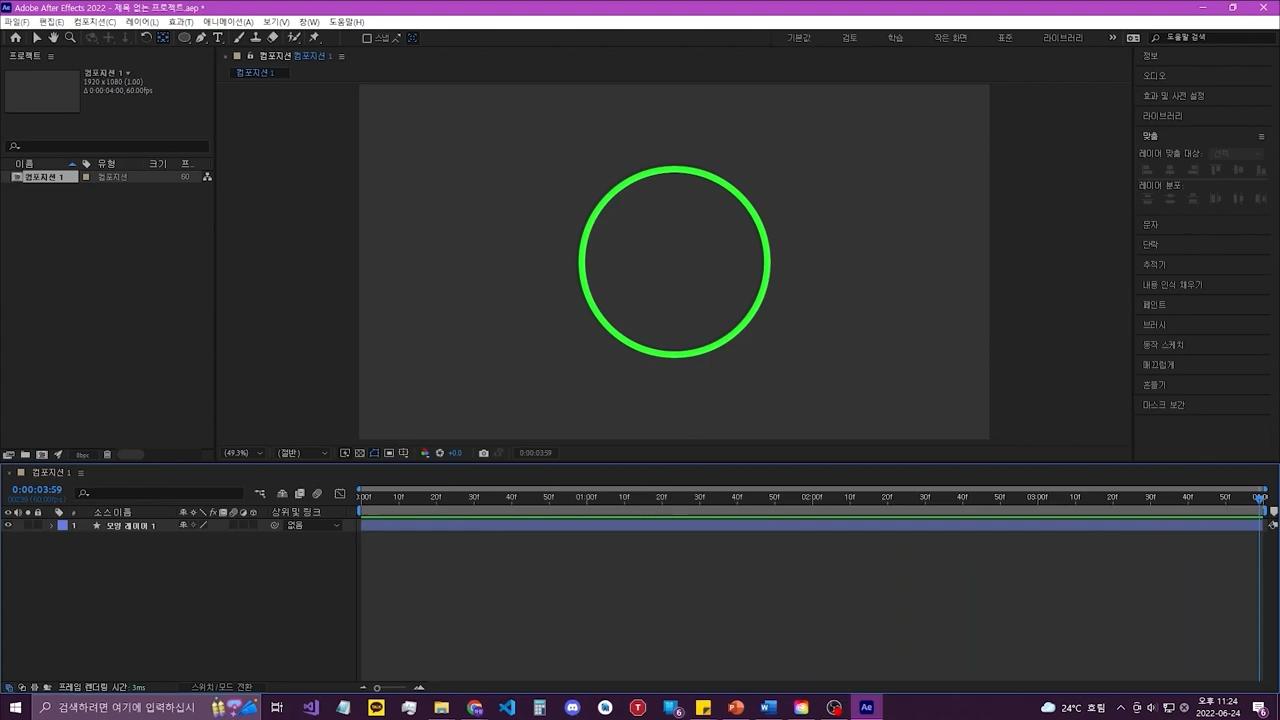 Adobe After Effects 2022 - 제목 없는 프로젝트.aep *
파일(F) 편집(E) 컴포지션(C) 레이어(L) 효과(T) 애니메이션(A) 보기(V) 창(W) 도움말(H)
스냅 기본값 검토 학습 작은 화면 표준 라이브러리 도움말 검색
프로젝트
컴포지션 1
1920 x 1080 (1.00)
Δ 0:00:04:00, 60.00fps
이름 유형 크기 프..
컴포지션 1 컴포지션 60
8bpc
컴포지션 컴포지션 1
컴포지션 1
(49.3%) (절반) +0.0 0:00:03:59
정보
오디오
효과 및 사전 설정
라이브러리
맞춤
레이어 맞춤 대상: 선택
레이어 분포:
문자
단락
추적기
내용 인식 채우기
페인트
브러시
동작 스케치
매끄럽게
흔들기
마스크 보간
컴포지션 1
0:00:03:59
00239 (60.00fps)
:00f 10f 20f 30f 40f 50f 01:00f 10f 20f 30f 40f 50f 02:00f 10f 20f 30f 40f 50f 03:00f 10f 20f 30f 40f 50f
# 소스 이름 fx 상위 및 링크
1 모양 레이어 1 없음
프레임 렌더링 시간: 3ms 스위치/모드 전환
검색하려면 여기에 입력하십시 TALK T 6 Ae 24°C 흐림 오후 11:24
2022-06-24 6